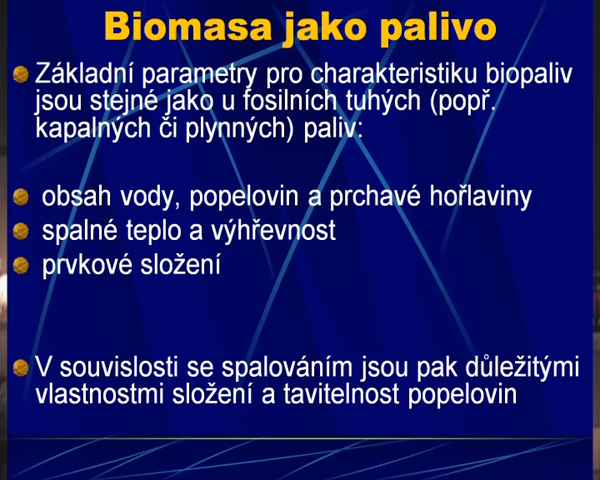 Biomasa jako palivo
Základní parametry pro charakteristiku biopaliv
jsou stejné jako u fosilních tuhých (popř.
kapalných či plynných) paliv:
obsah vody, popelovin a prchavé hořlaviny
spalné teplo a výhřevnost
prvkové složení
V souvislosti se spalováním jsou pak důležitými
vlastnostmi složení a tavitelnost popelovin